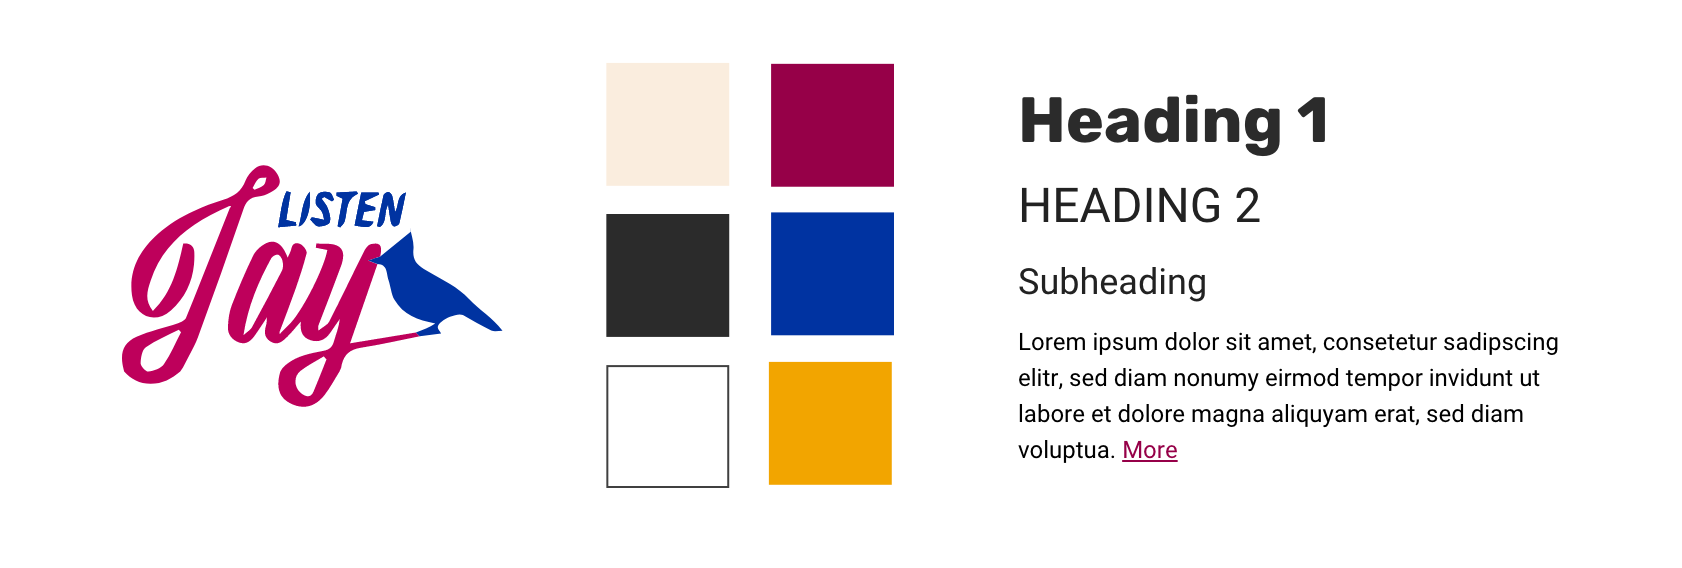 LISTEN
Jay
Heading 1
HEADING 2
Subheading
Lorem ipsum dolor sit amet, consetetur sadipscing
elitr, sed diam nonumy eirmod tempor invidunt ut
labore et dolore magna aliquyam erat, sed diam
voluptua. More